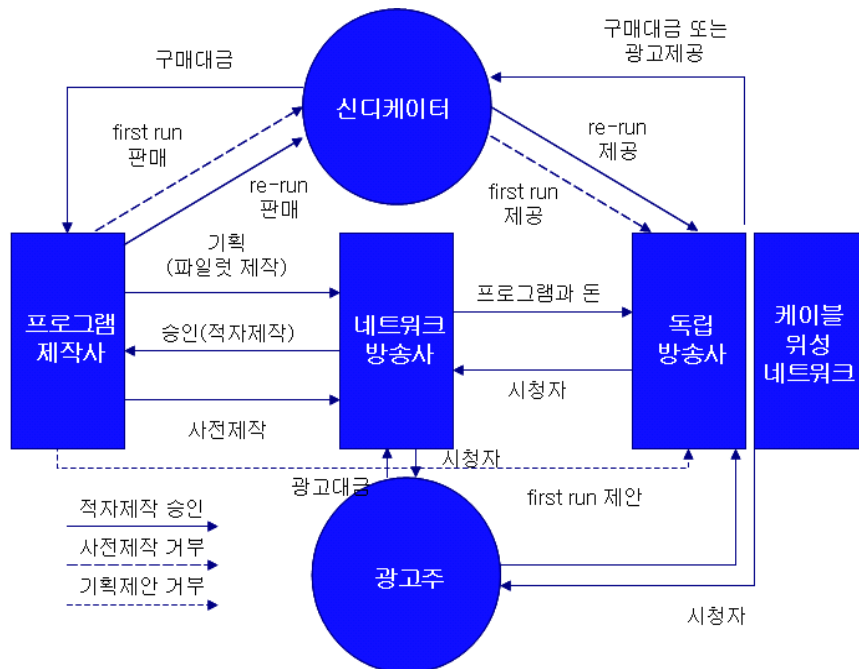 구매대금
구매대금 또는
광고제공
신디케이터
first run
판매
re-run
판매
re-run
제공
first run
제공
기획
(파일럿 제작)
프로그램과 돈
프로그램
제작사
승인(적자제작)
네트워크
방송사
독립
방송사
케이블
위성
네트워크
시청자
사전제작
시청자
광고대금
first run 제안
적자제작 승인
사전제작 거부
기획제안 거부
광고주
시청자